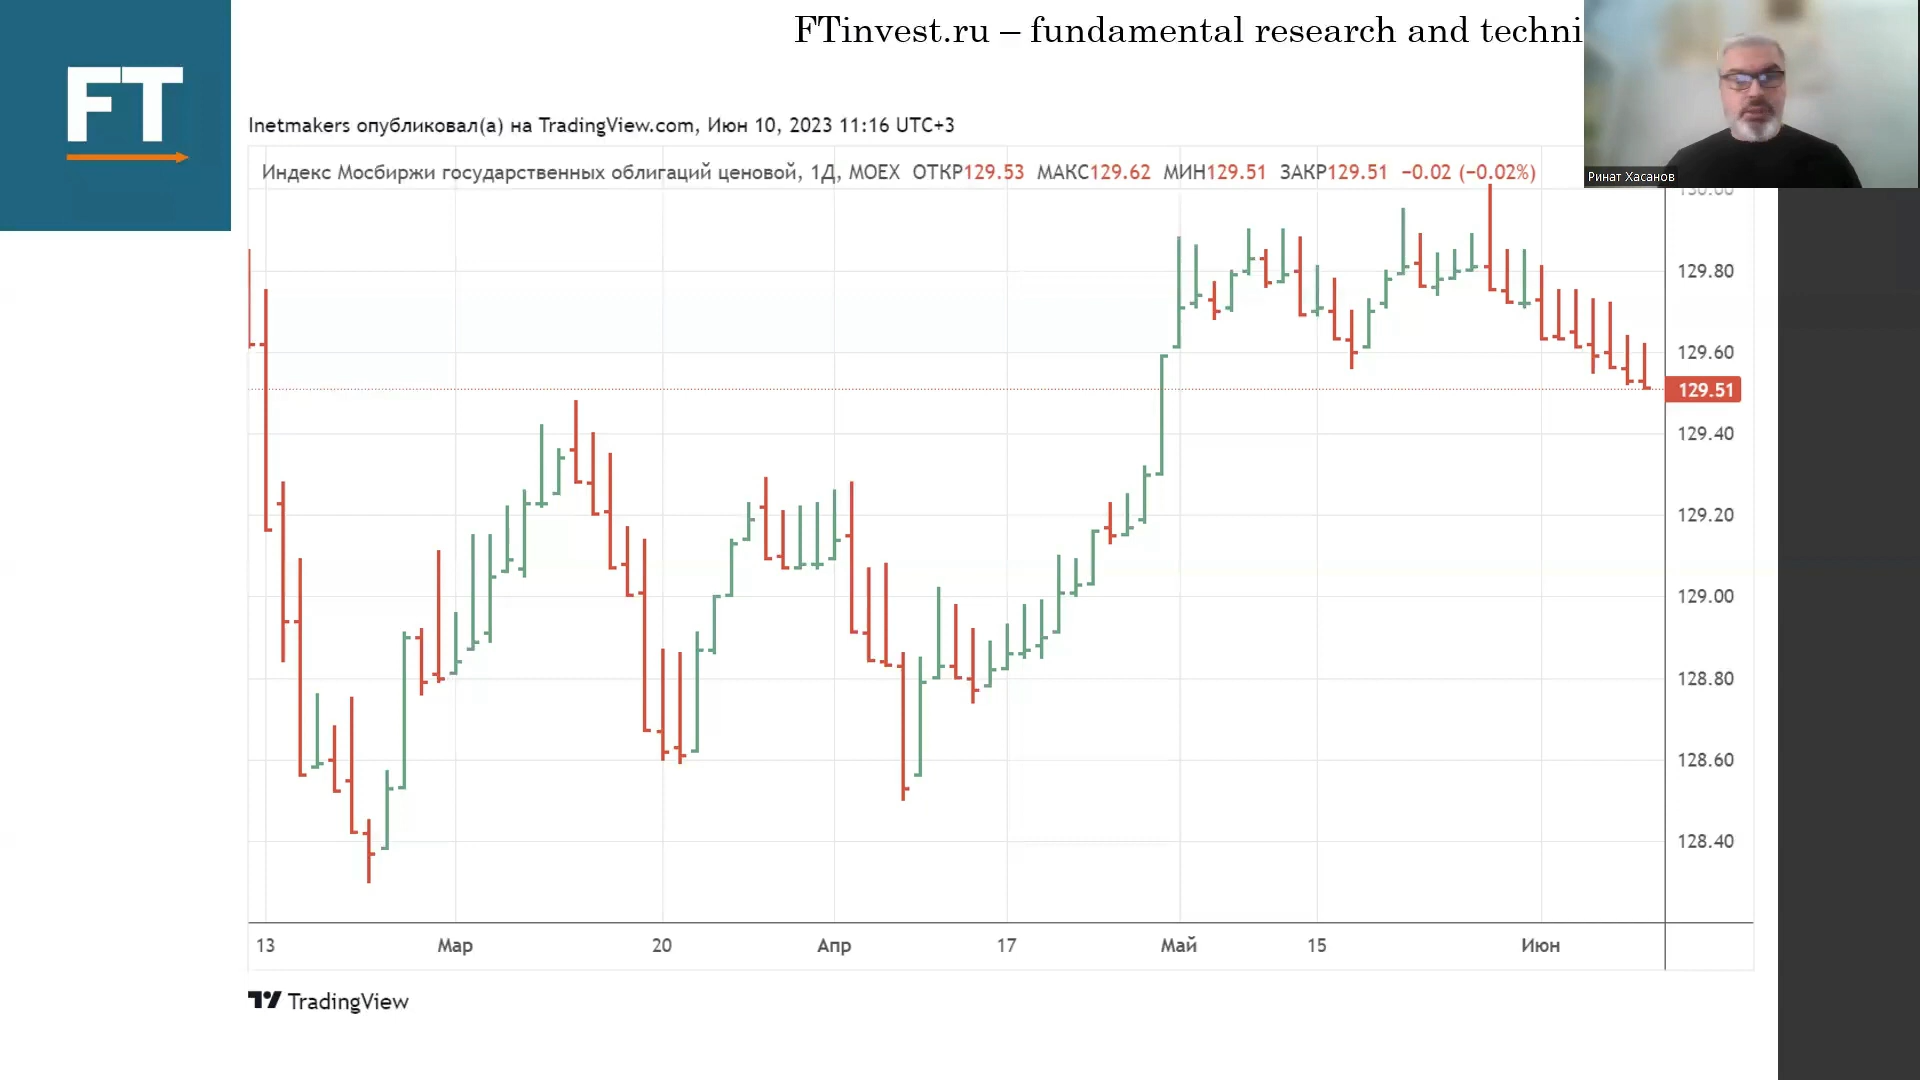 FTinvest.ru – fundamental research and techni
FT
Ринат Хасанов
Inetmakers опубликовал(а) на TradingView.com, Июн 10, 2023 11:16 UTC+3
Индекс Мосбиржи государственных облигаций ценовой, 1Д, MOEX ОТКР129.53 МАКС129.62 МИН129.51 ЗАКР129.51 −0.02 (−0.02%)
130.00
129.80
129.60
129.51
129.40
129.20
129.00
128.80
128.60
128.40
13 Мар 20 Апр 17 Май 15 Июн
TradingView